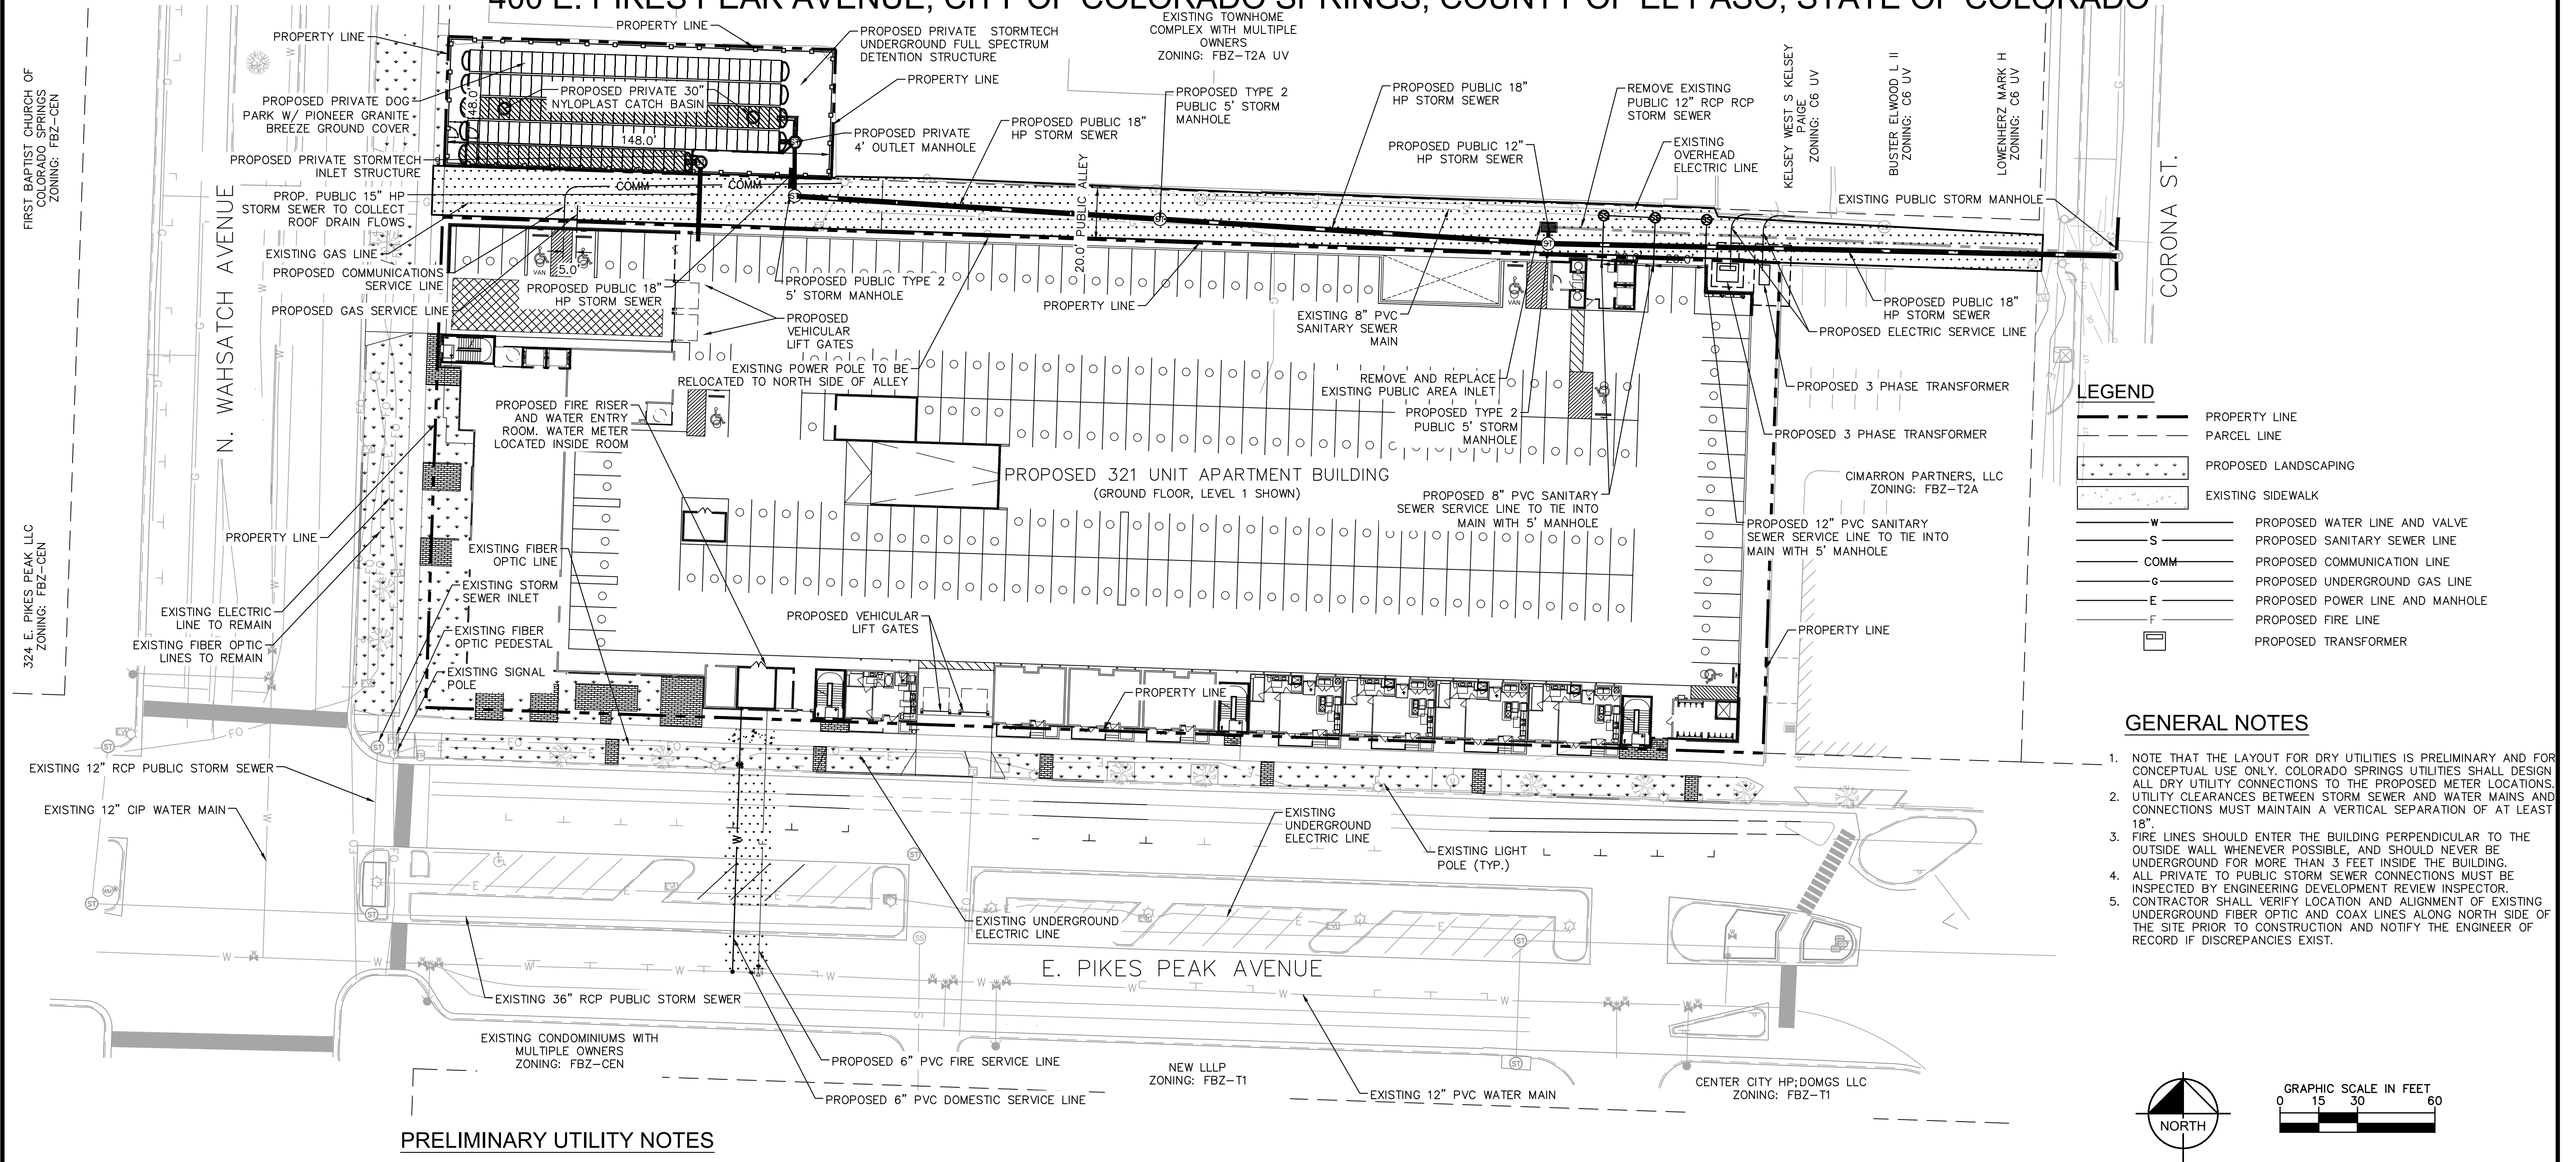 400 E. PIKES PEAK AVENUE, CITY OF COLORADO SPRINGS, COUNTY OF EL PASO, STATE OF COLORADO
PROPERTY LINE
PROPERTY LINE
PROPOSED PRIVATE STORMTECH
UNDERGROUND FULL SPECTRUM
DETENTION STRUCTURE
EXISTING TOWNHOME
COMPLEX WITH MULTIPLE
OWNERS
ZONING: FBZ-T2A UV
PROPERTY LINE
FIRST BAPTIST CHURCH OF
COLORADO SPRINGS
ZONING: FBZ-CEN
PROPOSED PRIVATE DOG
PARK W/ PIONEER GRANITE
BREEZE GROUND COVER
48.0'
PROPOSED PRIVATE 30"
NYLOPLAST CATCH BASIN
148.0'
PROPOSED PRIVATE
4' OUTLET MANHOLE
PROPOSED PUBLIC 18"
HP STORM SEWER
PROPOSED TYPE 2
PUBLIC 5' STORM
MANHOLE
PROPOSED PUBLIC 18"
HP STORM SEWER
PROPOSED PUBLIC 12"
HP STORM SEWER
REMOVE EXISTING
PUBLIC 12" RCP RCP
STORM SEWER
EXISTING
OVERHEAD
ELECTRIC LINE
KELSEY WEST S KELSEY
PAIGE
ZONING: C6 UV
BUSTER ELWOOD L II
ZONING: C6 UV
LOWENHERZ MARK H
ZONING: C6 UV
EXISTING PUBLIC STORM MANHOLE
CORONA ST.
PROPOSED PRIVATE STORMTECH
INLET STRUCTURE
PROP. PUBLIC 15" HP
STORM SEWER TO COLLECT
ROOF DRAIN FLOWS
EXISTING GAS LINE
PROPOSED COMMUNICATIONS
SERVICE LINE
PROPOSED GAS SERVICE LINE
N. WAHSATCH AVENUE
COMM
COMM
VAN
5.0'
PROPOSED PUBLIC 18"
HP STORM SEWER
PROPOSED PUBLIC TYPE 2
5' STORM MANHOLE
20.0' PUBLIC ALLEY
PROPERTY LINE
PROPOSED
VEHICULAR
LIFT GATES
EXISTING 8" PVC
SANITARY SEWER
MAIN
VAN
ST
20.0'
PROPOSED PUBLIC 18"
HP STORM SEWER
PROPOSED ELECTRIC SERVICE LINE
EXISTING POWER POLE TO BE
RELOCATED TO NORTH SIDE OF ALLEY
REMOVE AND REPLACE
EXISTING PUBLIC AREA INLET
PROPOSED 3 PHASE TRANSFORMER
PROPOSED FIRE RISER
AND WATER ENTRY
ROOM. WATER METER
LOCATED INSIDE ROOM
PROPOSED TYPE 2
PUBLIC 5' STORM
MANHOLE
PROPOSED 3 PHASE TRANSFORMER
PROPOSED 321 UNIT APARTMENT BUILDING
(GROUND FLOOR, LEVEL 1 SHOWN)
CIMARRON PARTNERS, LLC
ZONING: FBZ-T2A
PROPOSED 8" PVC SANITARY
SEWER SERVICE LINE TO TIE INTO
MAIN WITH 5' MANHOLE
PROPOSED 12" PVC SANITARY
SEWER SERVICE LINE TO TIE INTO
MAIN WITH 5' MANHOLE
PROPERTY LINE
324 E. PIKES PEAK LLC
ZONING: FBZ-CEN
EXISTING FIBER
OPTIC LINE
EXISTING STORM
SEWER INLET
EXISTING ELECTRIC
LINE TO REMAIN
EXISTING FIBER OPTIC
LINES TO REMAIN
EXISTING FIBER
OPTIC PEDESTAL
EXISTING SIGNAL
POLE
PROPOSED VEHICULAR
LIFT GATES
PROPERTY LINE
PROPERTY LINE
LEGEND
PROPERTY LINE
PARCEL LINE
PROPOSED LANDSCAPING
EXISTING SIDEWALK
W PROPOSED WATER LINE AND VALVE
S PROPOSED SANITARY SEWER LINE
COMM PROPOSED COMMUNICATION LINE
G PROPOSED UNDERGROUND GAS LINE
E PROPOSED POWER LINE AND MANHOLE
F PROPOSED FIRE LINE
PROPOSED TRANSFORMER
GENERAL NOTES
1. NOTE THAT THE LAYOUT FOR DRY UTILITIES IS PRELIMINARY AND FOR
CONCEPTUAL USE ONLY. COLORADO SPRINGS UTILITIES SHALL DESIGN
ALL DRY UTILITY CONNECTIONS TO THE PROPOSED METER LOCATIONS.
2. UTILITY CLEARANCES BETWEEN STORM SEWER AND WATER MAINS AND
CONNECTIONS MUST MAINTAIN A VERTICAL SEPARATION OF AT LEAST
18".
3. FIRE LINES SHOULD ENTER THE BUILDING PERPENDICULAR TO THE
OUTSIDE WALL WHENEVER POSSIBLE, AND SHOULD NEVER BE
UNDERGROUND FOR MORE THAN 3 FEET INSIDE THE BUILDING.
4. ALL PRIVATE TO PUBLIC STORM SEWER CONNECTIONS MUST BE
INSPECTED BY ENGINEERING DEVELOPMENT REVIEW INSPECTOR.
5. CONTRACTOR SHALL VERIFY LOCATION AND ALIGNMENT OF EXISTING
UNDERGROUND FIBER OPTIC AND COAX LINES ALONG NORTH SIDE OF
THE SITE PRIOR TO CONSTRUCTION AND NOTIFY THE ENGINEER OF
RECORD IF DISCREPANCIES EXIST.
EXISTING 12" RCP PUBLIC STORM SEWER
EXISTING 12" CIP WATER MAIN
EXISTING
UNDERGROUND
ELECTRIC LINE
EXISTING LIGHT
POLE (TYP.)
EXISTING UNDERGROUND
ELECTRIC LINE
E. PIKES PEAK AVENUE
EXISTING 36" RCP PUBLIC STORM SEWER
EXISTING CONDOMINIUMS WITH
MULTIPLE OWNERS
ZONING: FBZ-CEN
PROPOSED 6" PVC FIRE SERVICE LINE
PROPOSED 6" PVC DOMESTIC SERVICE LINE
NEW LLLP
ZONING: FBZ-T1
EXISTING 12" PVC WATER MAIN
CENTER CITY HP;DOMGS LLC
ZONING: FBZ-T1
NORTH
GRAPHIC SCALE IN FEET
0 15 30 60
PRELIMINARY UTILITY NOTES